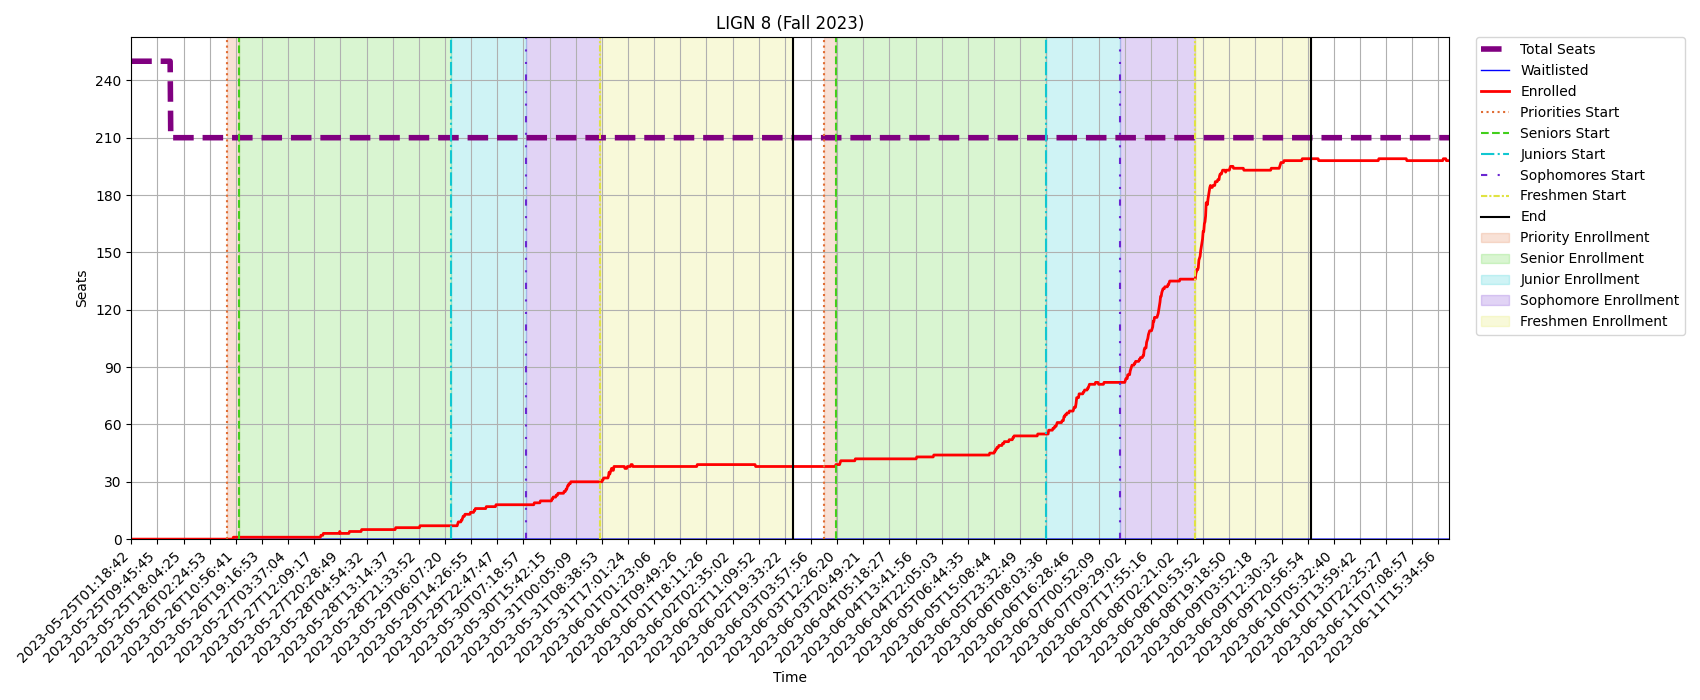 LIGN 8 (Fall 2023)
Seats
240
210
180
150
120
90
60
30
0
2023-05-25T01:18:42
2023-05-25T09:45:45
2023-05-25T18:04:25
2023-05-26T02:24:53
2023-05-26T10:56:41
2023-05-26T19:16:53
2023-05-27T03:37:04
2023-05-27T12:09:17
2023-05-27T20:28:49
2023-05-28T04:54:32
2023-05-28T13:14:37
2023-05-28T21:33:52
2023-05-29T06:07:20
2023-05-29T14:26:55
2023-05-29T22:47:47
2023-05-30T07:18:57
2023-05-30T15:42:15
2023-05-31T00:05:09
2023-05-31T08:38:53
2023-05-31T17:01:24
2023-06-01T01:23:06
2023-06-01T09:49:26
2023-06-01T18:11:26
2023-06-02T02:35:02
2023-06-02T11:09:52
2023-06-02T19:33:22
2023-06-03T03:57:56
2023-06-03T12:26:20
2023-06-03T20:49:21
2023-06-04T05:18:27
2023-06-04T13:41:56
2023-06-04T22:05:03
2023-06-05T06:44:35
2023-06-05T15:08:44
2023-06-05T23:32:49
2023-06-06T08:03:36
2023-06-06T16:28:46
2023-06-07T00:52:09
2023-06-07T09:29:02
2023-06-07T17:55:16
2023-06-08T02:21:02
2023-06-08T10:53:52
2023-06-08T19:18:50
2023-06-09T03:52:18
2023-06-09T12:30:32
2023-06-09T20:56:54
2023-06-10T05:32:40
2023-06-10T13:59:42
2023-06-10T22:25:27
2023-06-11T07:08:57
2023-06-11T15:34:56
Time
Total Seats
Waitlisted
Enrolled
Priorities Start
Seniors Start
Juniors Start
Sophomores Start
Freshmen Start
End
Priority Enrollment
Senior Enrollment
Junior Enrollment
Sophomore Enrollment
Freshmen Enrollment